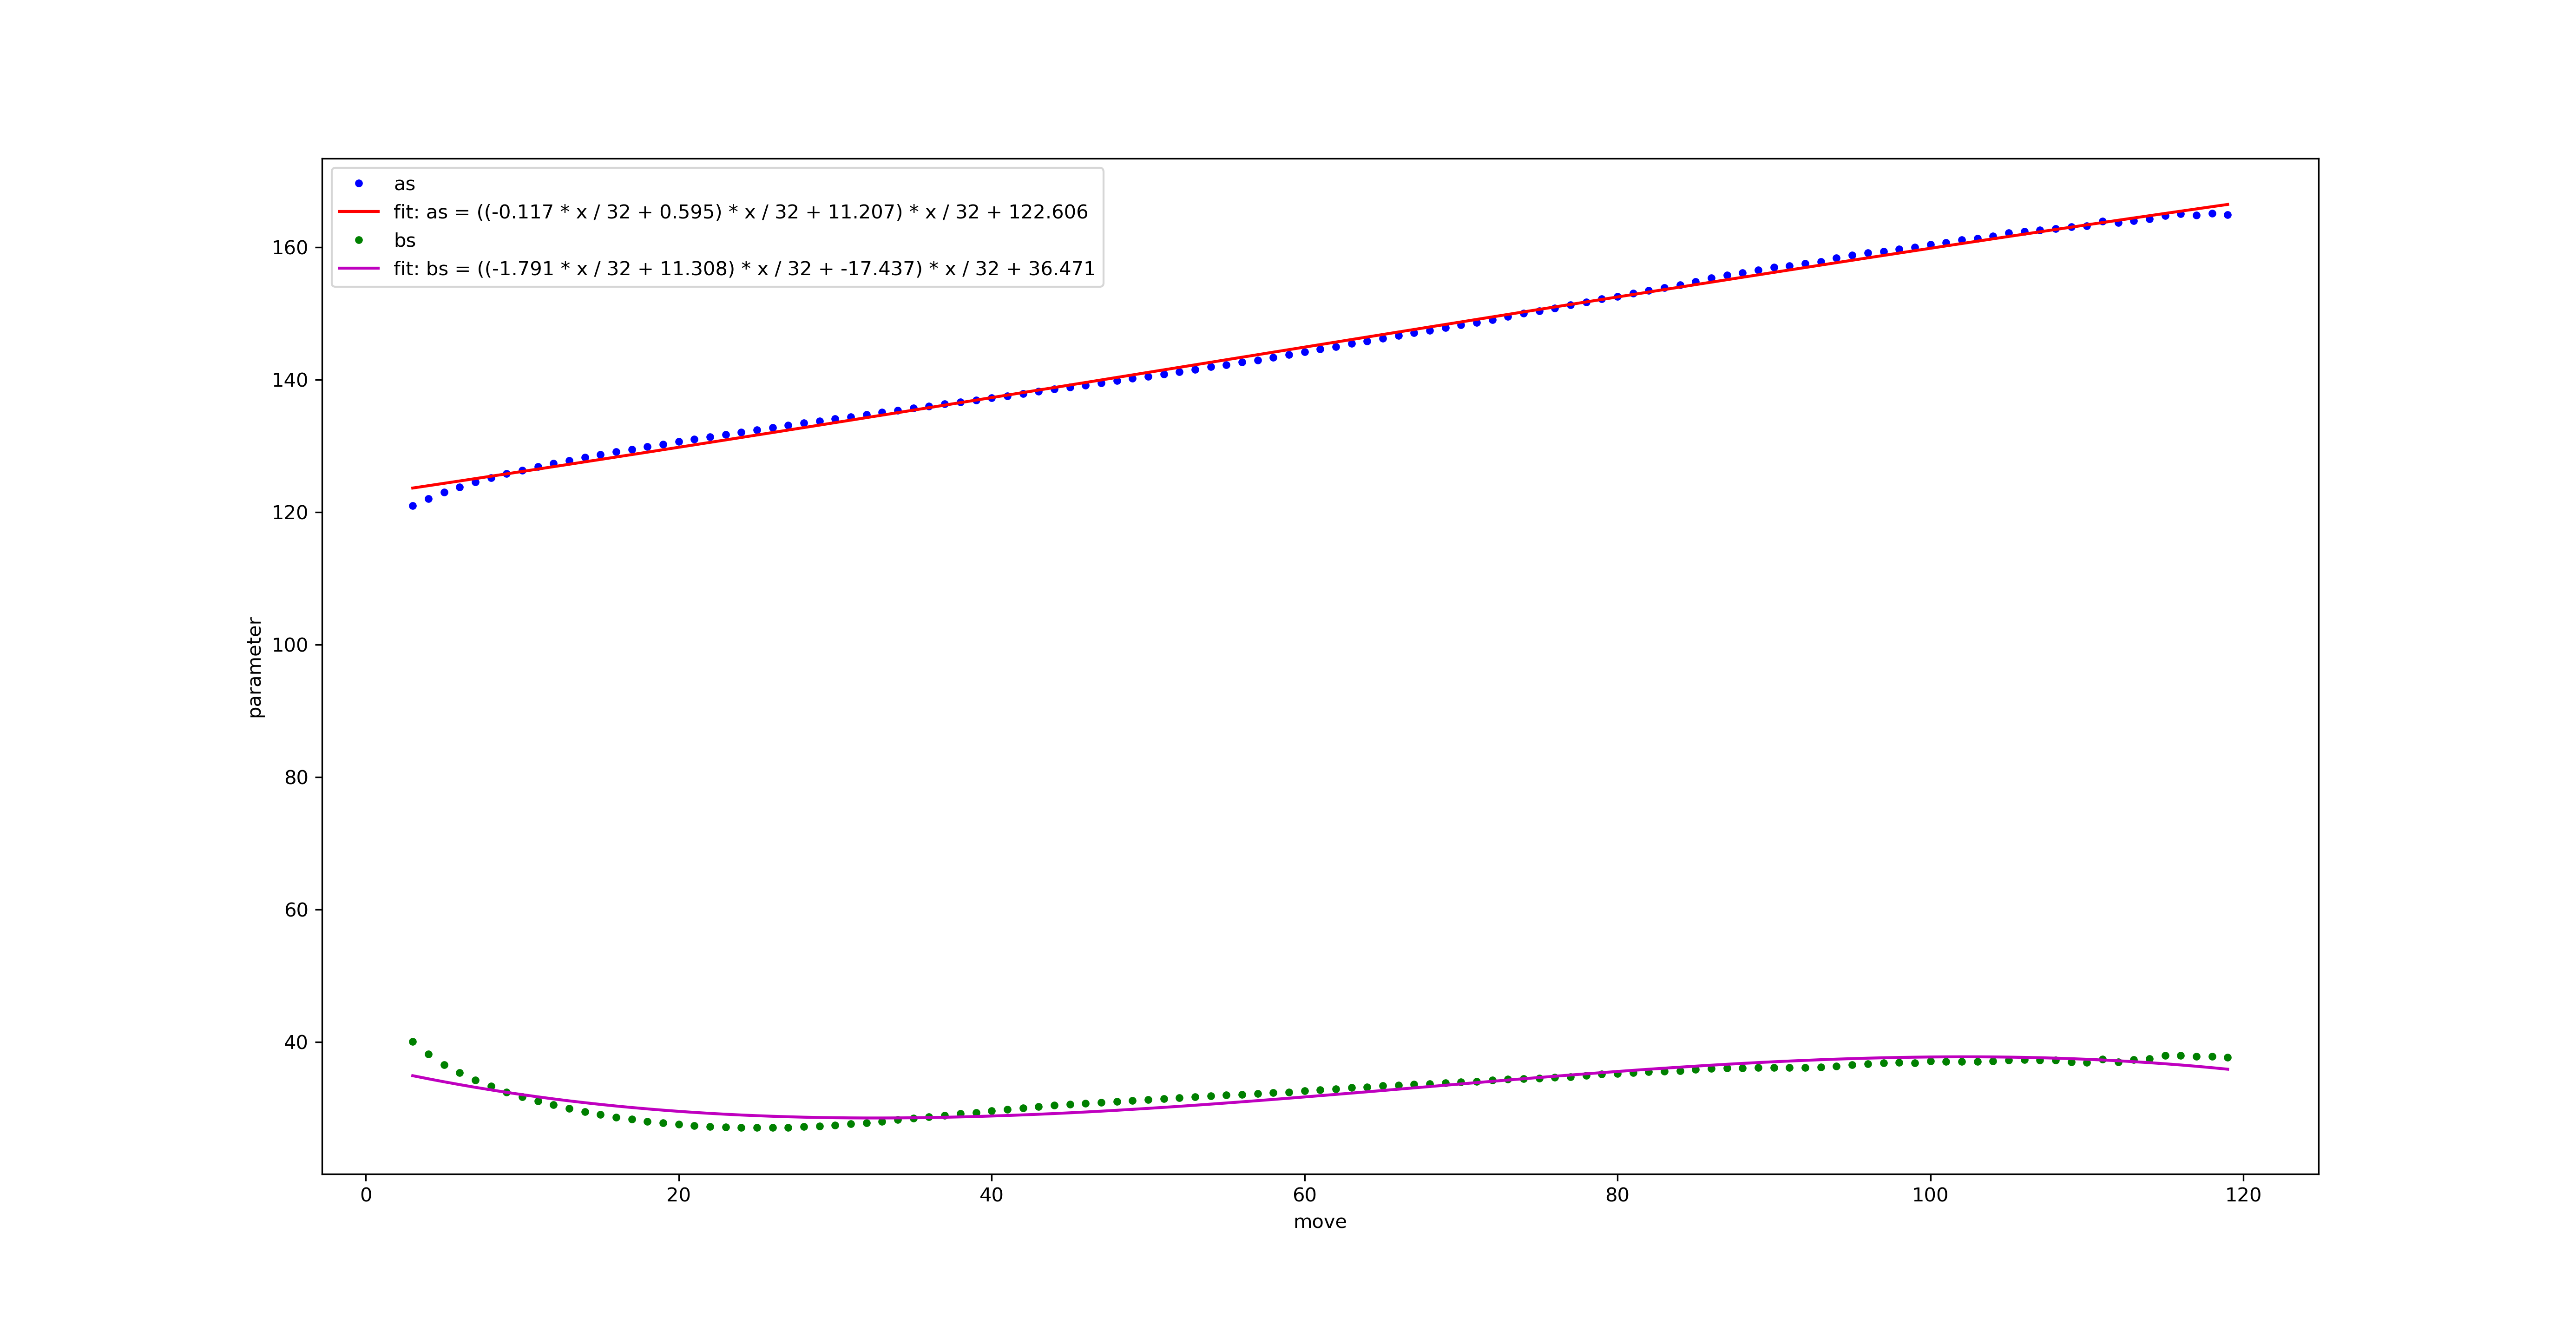 as
fit: as = ((-0.117 * x / 32 + 0.595) * x / 32 + 11.207) * x / 32 + 122.606
bs
fit: bs = ((-1.791 * x / 32 + 11.308) * x / 32 + -17.437) * x / 32 + 36.471
160
140
120
100
80
60
40
parameter
0 20 40 60 80 100 120
move